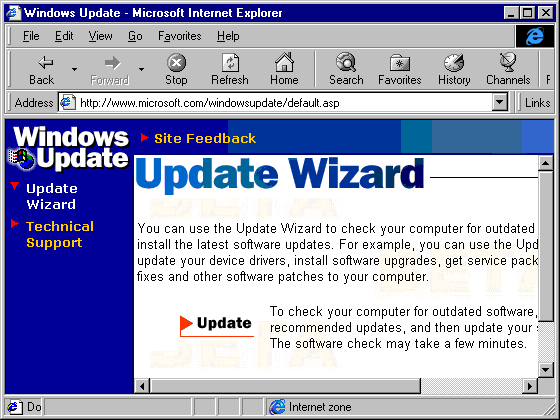 Windows Update - Microsoft Internet Explorer
File Edit View Go Favorites Help
Back Forward Stop Refresh Home Search Favorites History Channels F
Address http://www.microsoft.com/windowsupdate/default.asp Links
Windows Update
Site Feedback
Update Wizard
Technical Support
Update Wizard
BETA
You can use the Update Wizard to check your computer for outdated
install the latest software updates. For example, you can use the Upd
update your device drivers, install software upgrades, get service pack
fixes and other software patches to your computer.
Update
To check your computer for outdated software,
recommended updates, and then update your s
The software check may take a few minutes.
Do
Internet zone